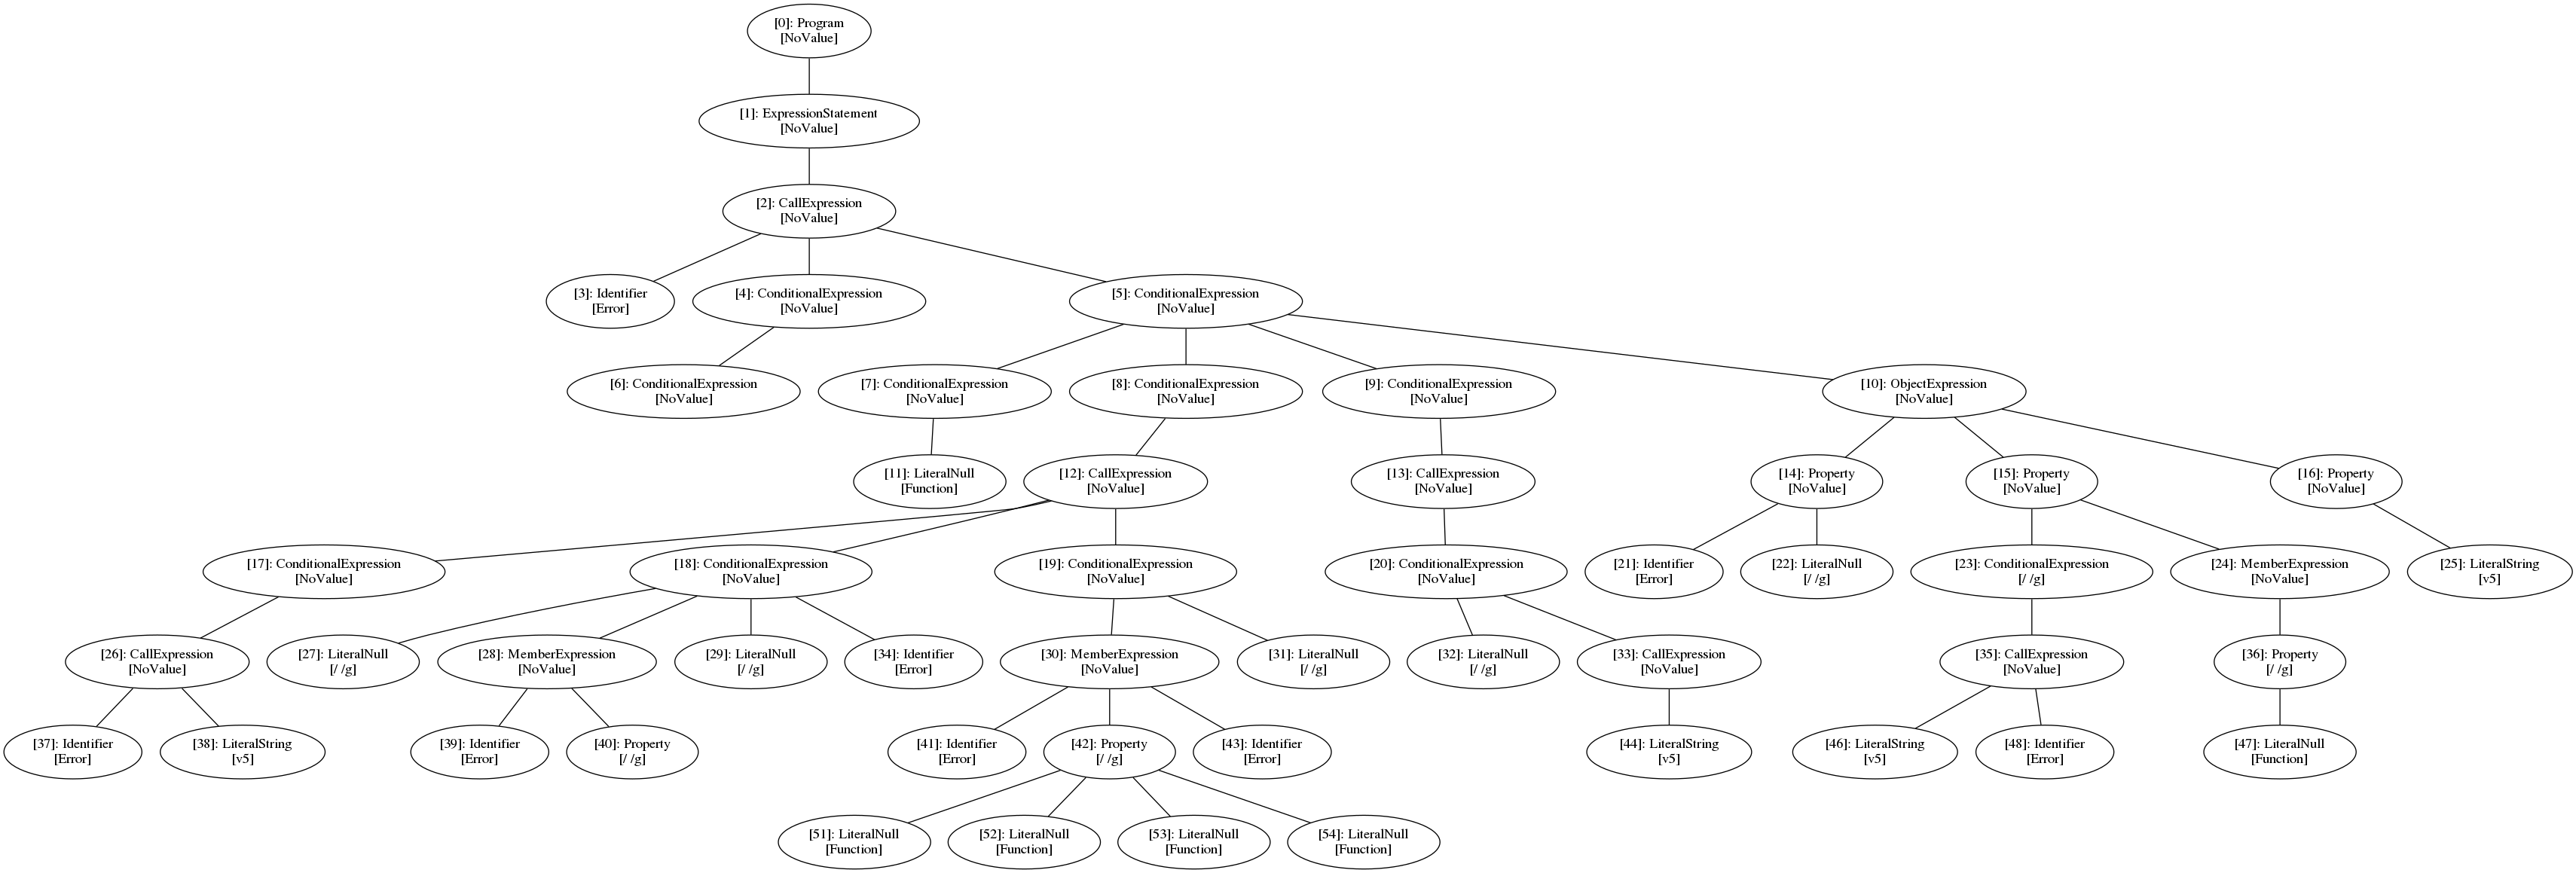 [0]: Program
[NoValue]
[1]: ExpressionStatement
[NoValue]
[2]: CallExpression
[NoValue]
[3]: Identifier
[Error]
[4]: ConditionalExpression
[NoValue]
[5]: ConditionalExpression
[NoValue]
[6]: ConditionalExpression
[NoValue]
[7]: ConditionalExpression
[NoValue]
[8]: ConditionalExpression
[NoValue]
[9]: ConditionalExpression
[NoValue]
[10]: ObjectExpression
[NoValue]
[11]: LiteralNull
[Function]
[12]: CallExpression
[NoValue]
[13]: CallExpression
[NoValue]
[14]: Property
[NoValue]
[15]: Property
[NoValue]
[16]: Property
[NoValue]
[17]: ConditionalExpression
[NoValue]
[18]: ConditionalExpression
[NoValue]
[19]: ConditionalExpression
[NoValue]
[20]: ConditionalExpression
[NoValue]
[21]: Identifier
[Error]
[22]: LiteralNull
[/ /g]
[23]: ConditionalExpression
[/ /g]
[24]: MemberExpression
[NoValue]
[25]: LiteralString
[v5]
[26]: CallExpression
[NoValue]
[27]: LiteralNull
[/ /g]
[28]: MemberExpression
[NoValue]
[29]: LiteralNull
[/ /g]
[34]: Identifier
[Error]
[30]: MemberExpression
[NoValue]
[31]: LiteralNull
[/ /g]
[32]: LiteralNull
[/ /g]
[33]: CallExpression
[NoValue]
[35]: CallExpression
[NoValue]
[36]: Property
[/ /g]
[37]: Identifier
[Error]
[38]: LiteralString
[v5]
[39]: Identifier
[Error]
[40]: Property
[/ /g]
[41]: Identifier
[Error]
[42]: Property
[/ /g]
[43]: Identifier
[Error]
[44]: LiteralString
[v5]
[46]: LiteralString
[v5]
[48]: Identifier
[Error]
[47]: LiteralNull
[Function]
[51]: LiteralNull
[Function]
[52]: LiteralNull
[Function]
[53]: LiteralNull
[Function]
[54]: LiteralNull
[Function]